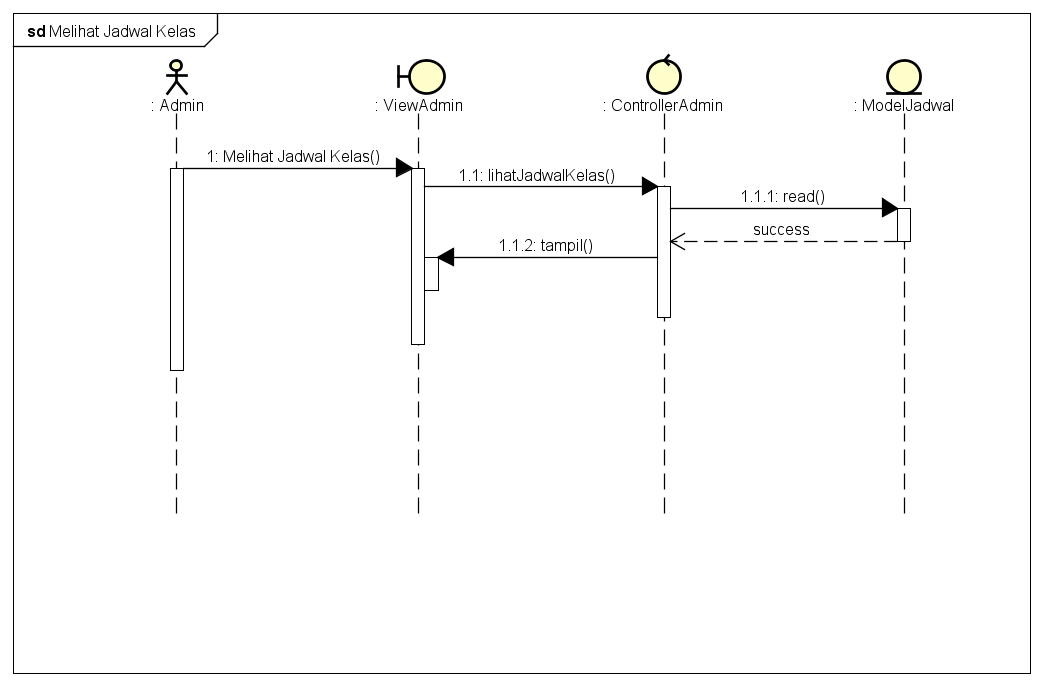 sd Melihat Jadwal Kelas
: Admin
: ViewAdmin
: ControllerAdmin
: ModelJadwal
1: Melihat Jadwal Kelas()
1.1: lihatJadwalKelas()
1.1.1: read()
success
1.1.2: tampil()